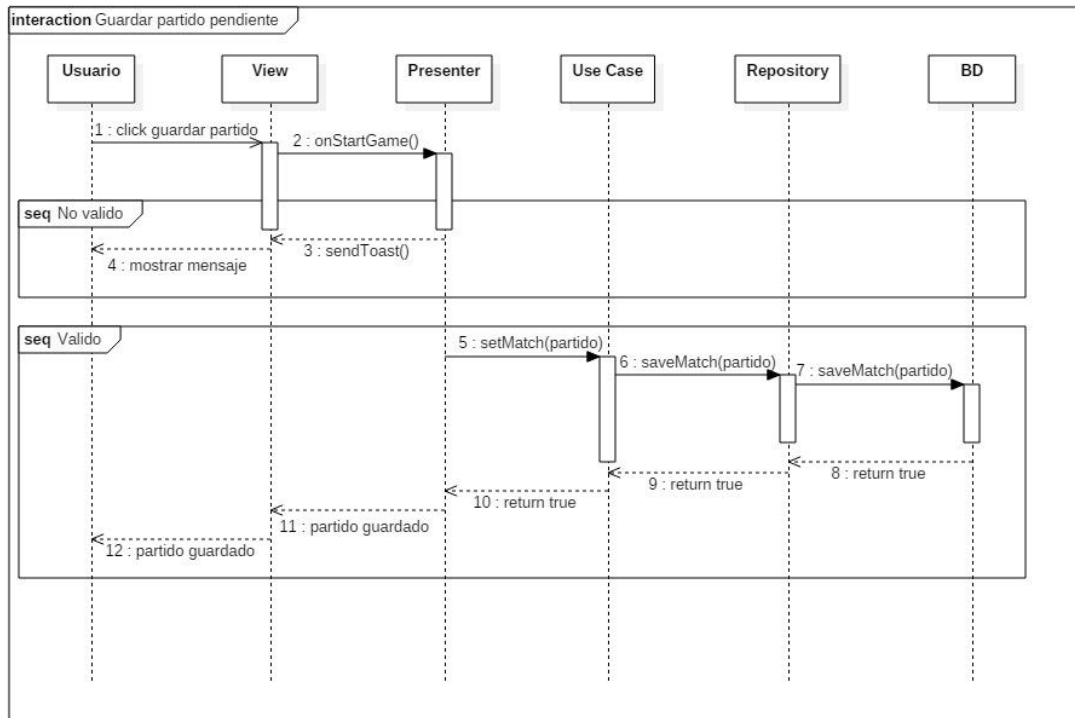 interaction Guardar partido pendiente
Usuario
View
Presenter
Use Case
Repository
BD
1 : click guardar partido
2 : onStartGame()
seq No valido
3 : sendToast()
4 : mostrar mensaje
seq Valido
5 : setMatch(partido)
6 : saveMatch(partido)
7 : saveMatch(partido)
8 : return true
9 : return true
10 : return true
11 : partido guardado
12 : partido guardado